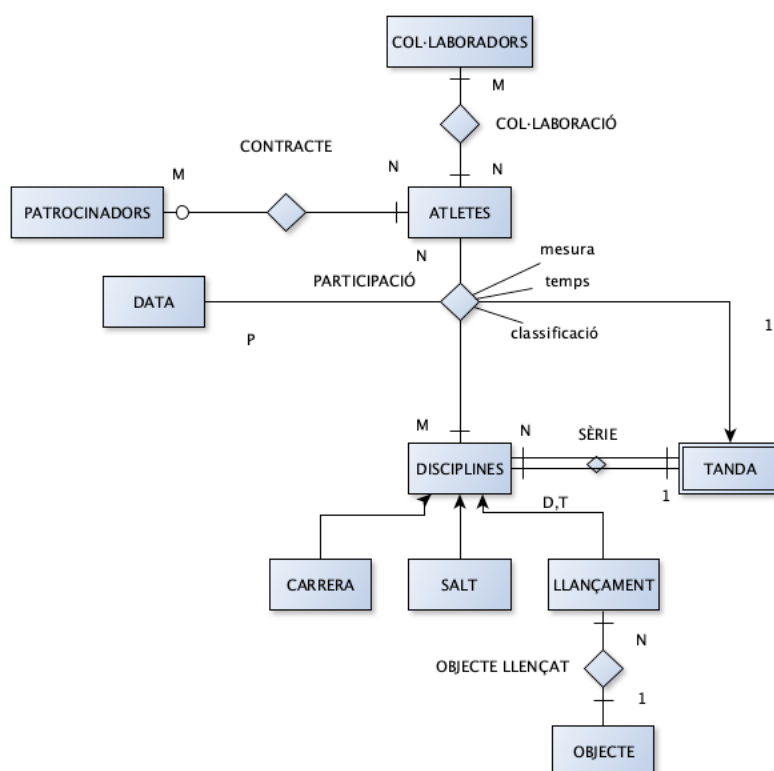 COL·LABORADORS
M
COL·LABORACIÓ
CONTRACTE
M
N
N
PATROCINADORS
ATLETES
N
mesura
PARTICIPACIÓ
temps
DATA
classificació
1
P
M
N
SÈRIE
DISCIPLINES
TANDA
1
D,T
CARRERA
SALT
LLANÇAMENT
N
OBJECTE LLENÇAT
1
OBJECTE